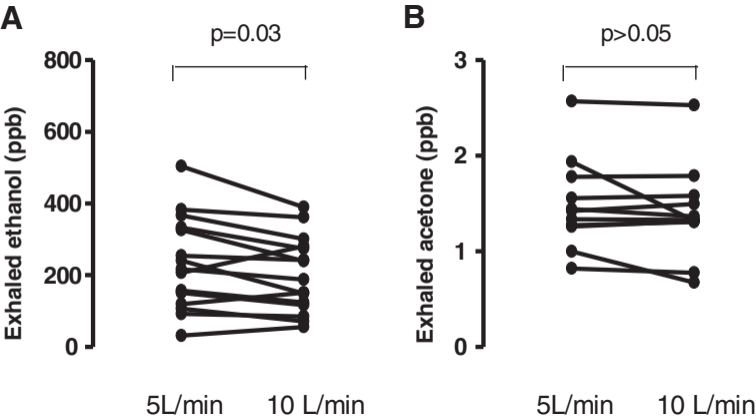 A
p=0.03
Exhaled ethanol (ppb)
800
600
400
200
0
5L/min 10 L/min
B
p>0.05
Exhaled acetone (ppb)
3
2
1
0
5L/min 10 L/min